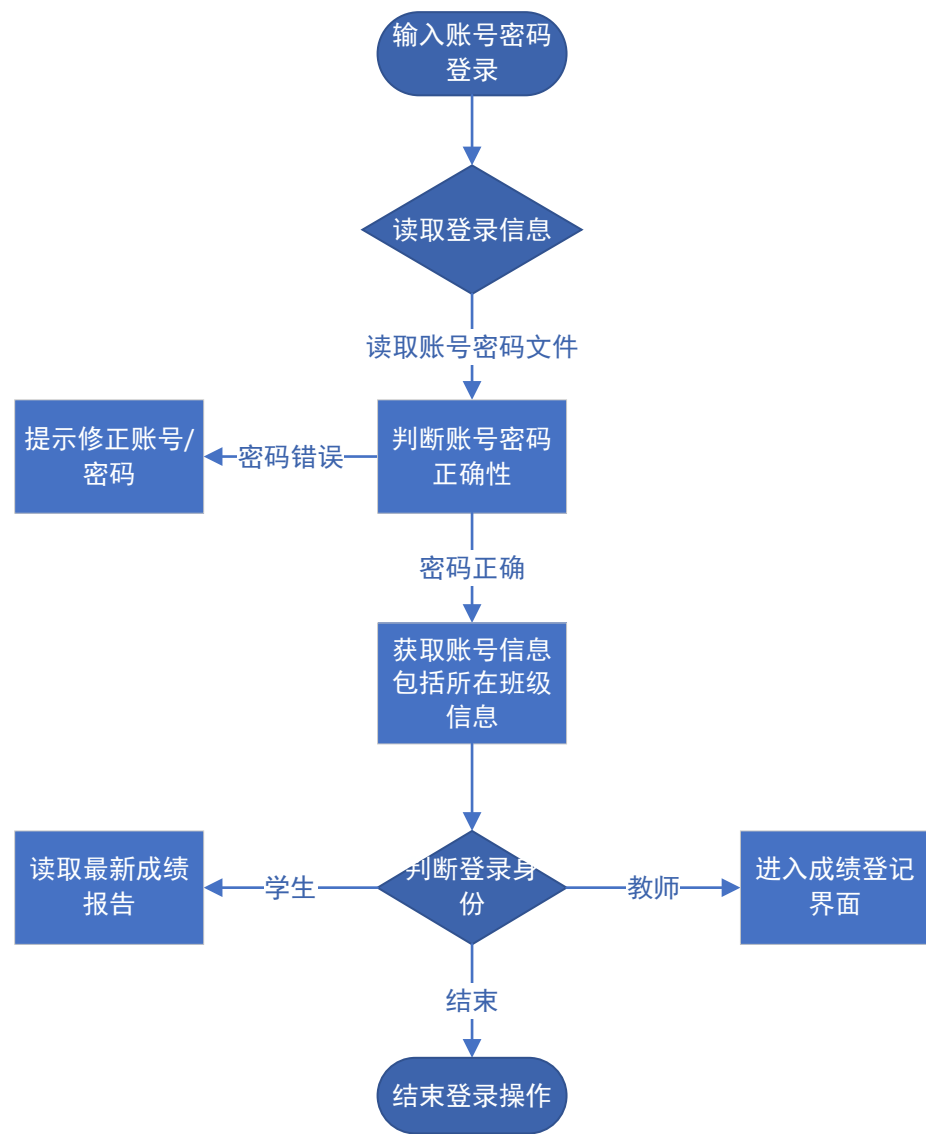 输入账号密码
登录
读取登录信息
读取账号密码文件
提示修正账号/
密码
密码错误
判断账号密码
正确性
密码正确
获取账号信息
包括所在班级
信息
读取最新成绩
报告
学生
判断登录身
份
教师
进入成绩登记
界面
结束
结束登录操作